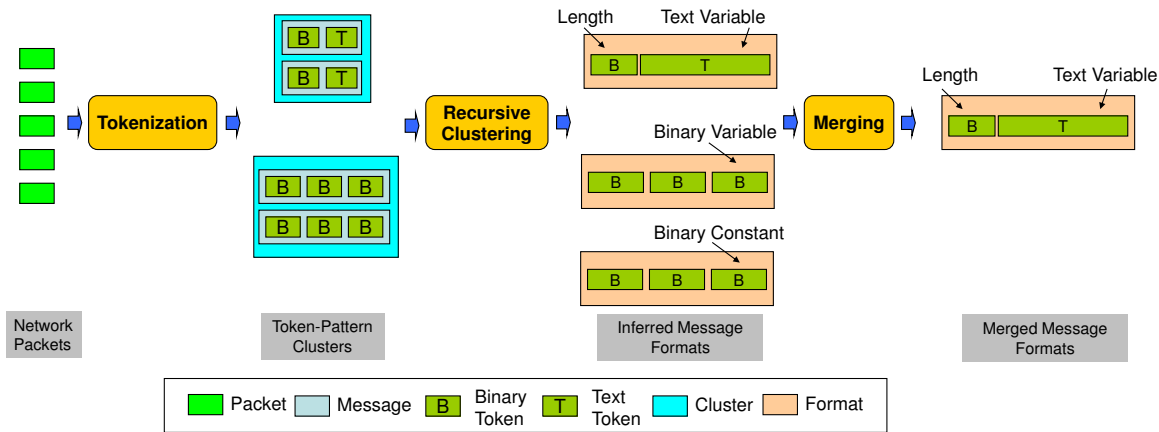 Length
Text Variable
B T
B T
B T
Length
Text Variable
Tokenization
Recursive
Clustering
Merging
B T
Binary Variable
B B B
B B B
B B B
Binary Constant
B B B
Network
Packets
Token-Pattern
Clusters
Inferred Message
Formats
Merged Message
Formats
Packet
Message
B
Binary
Token
T
Text
Token
Cluster
Format